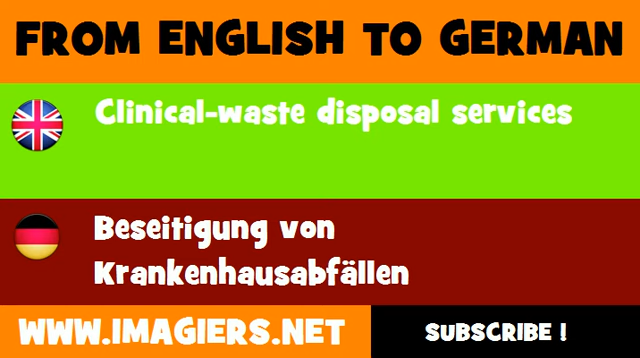 FROM ENGLISH TO GERMAN
Clinical-waste disposal services
Beseitigung von
Krankenhausabfällen
WWW.IMAGIERS.NET
SUBSCRIBE !